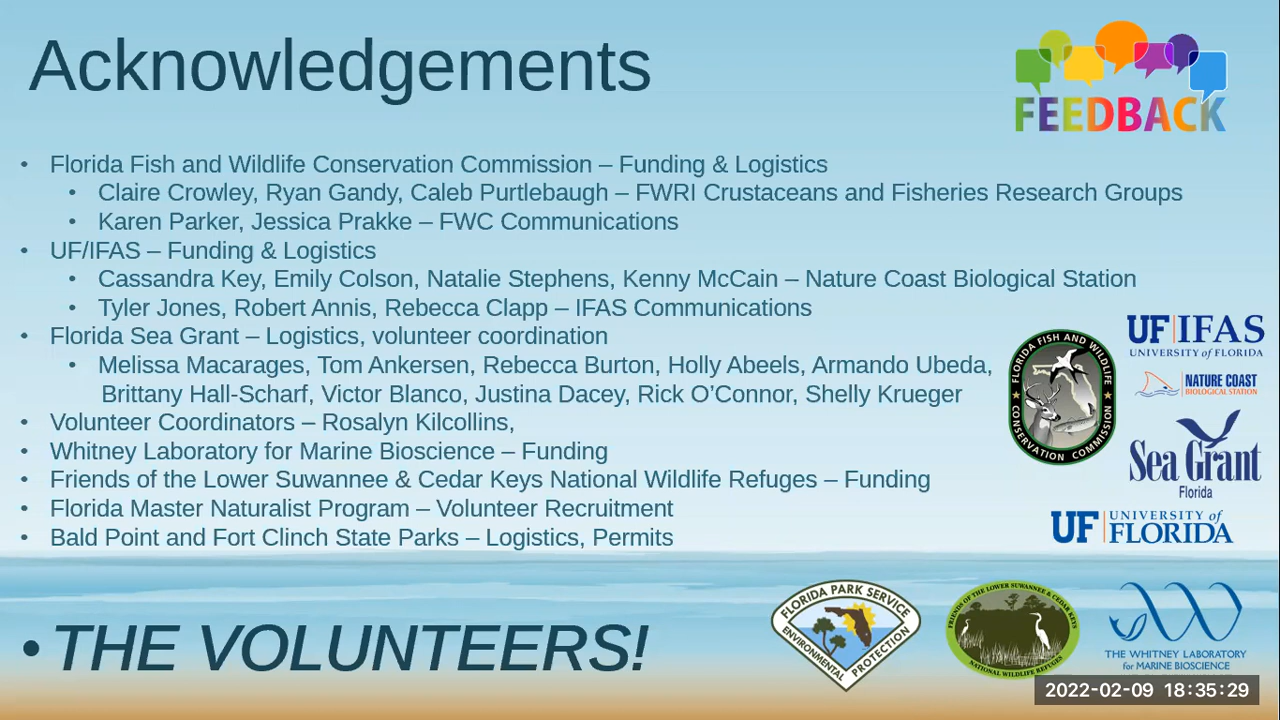 Acknowledgements
FEEDBACK
• Florida Fish and Wildlife Conservation Commission – Funding & Logistics
• Claire Crowley, Ryan Gandy, Caleb Purtlebaugh – FWRI Crustaceans and Fisheries Research Groups
• Karen Parker, Jessica Prakke – FWC Communications
• UF/IFAS – Funding & Logistics
• Cassandra Key, Emily Colson, Natalie Stephens, Kenny McCain – Nature Coast Biological Station
• Tyler Jones, Robert Annis, Rebecca Clapp – IFAS Communications
• Florida Sea Grant – Logistics, volunteer coordination
• Melissa Macarages, Tom Ankersen, Rebecca Burton, Holly Abeels, Armando Ubeda,
Brittany Hall-Scharf, Victor Blanco, Justina Dacey, Rick O’Connor, Shelly Krueger
• Volunteer Coordinators – Rosalyn Kilcollins,
• Whitney Laboratory for Marine Bioscience – Funding
• Friends of the Lower Suwannee & Cedar Keys National Wildlife Refuges – Funding
• Florida Master Naturalist Program – Volunteer Recruitment
• Bald Point and Fort Clinch State Parks – Logistics, Permits
• THE VOLUNTEERS!
FLORIDA FISH AND WILDLIFE
CONSERVATION COMMISSION
UF IFAS
UNIVERSITY of FLORIDA
NATURE COAST
BIOLOGICAL STATION
Sea Grant
Florida
UF UNIVERSITY of
FLORIDA
FLORIDA PARK SERVICE
ENVIRONMENTAL PROTECTION
FRIENDS OF THE LOWER SUWANNEE & CEDAR KEYS
NATIONAL WILDLIFE REFUGES
THE WHITNEY LABORATORY
for MARINE BIOSCIENCE
2022-02-09 18:35:29